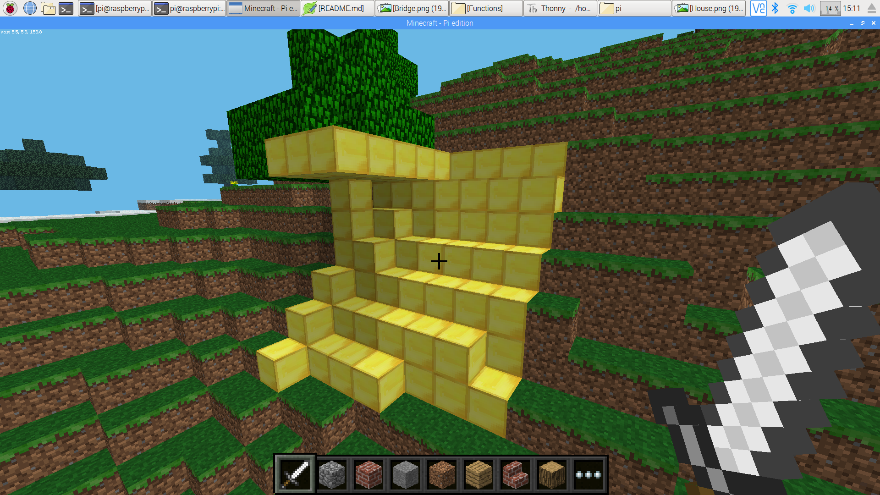 [pi@raspberryp...
pi@raspberrypi...
Minecraft - Pi e...
[README.md]
[Bridge.png (19...
[Functions]
Thonny - /ho...
pi
[House.png (19...
15:11
Minecraft - Pi edition